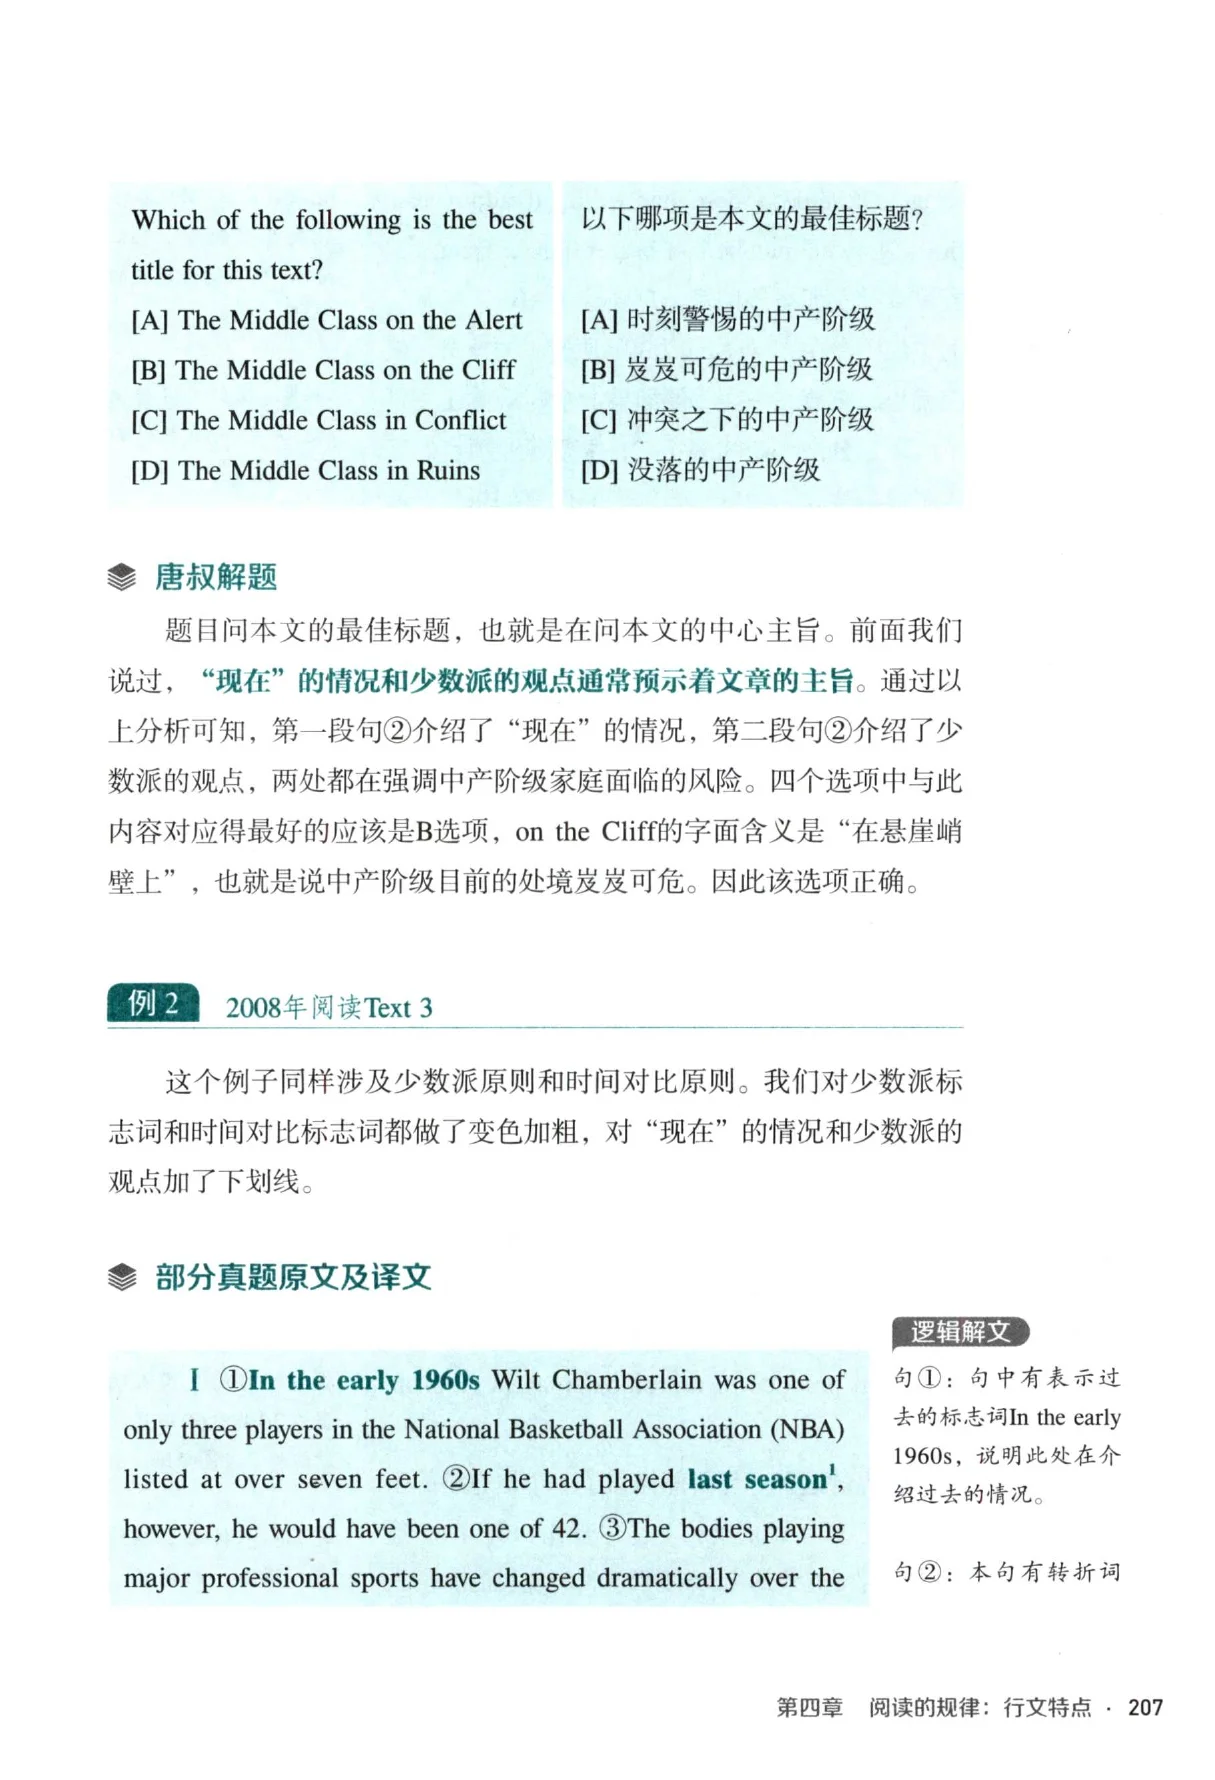 Which of the following is the best
title for this text?
[A] The Middle Class on the Alert
[B] The Middle Class on the Cliff
[C] The Middle Class in Conflict
[D] The Middle Class in Ruins
以下哪项是本文的最佳标题?
[A] 时刻警惕的中产阶级
[B] 岌岌可危的中产阶级
[C] 冲突之下的中产阶级
[D] 没落的中产阶级
唐叔解题
题目问本文的最佳标题，也就是在问本文的中心主旨。前面我们
说过，“现在”的情况和少数派的观点通常预示着文章的主旨。通过以
上分析可知，第一段句②介绍了“现在”的情况，第二段句②介绍了少
数派的观点，两处都在强调中产阶级家庭面临的风险。四个选项中与此
内容对应得最好的应该是B选项，on the Cliff的字面含义是“在悬崖峭
壁上”，也就是说中产阶级目前的处境岌岌可危。因此该选项正确。
例 2 2008年阅读Text 3
这个例子同样涉及少数派原则和时间对比原则。我们对少数派标
志词和时间对比标志词都做了变色加粗，对“现在”的情况和少数派的
观点加了下划线。
部分真题原文及译文
I ①In the early 1960s Wilt Chamberlain was one of
only three players in the National Basketball Association (NBA)
listed at over seven feet. ②If he had played last season¹,
however, he would have been one of 42. ③The bodies playing
major professional sports have changed dramatically over the
逻辑解文
句①：句中有表示过
去的标志词In the early
1960s，说明此处在介
绍过去的情况。
句②：本句有转折词
第四章 阅读的规律：行文特点 · 207